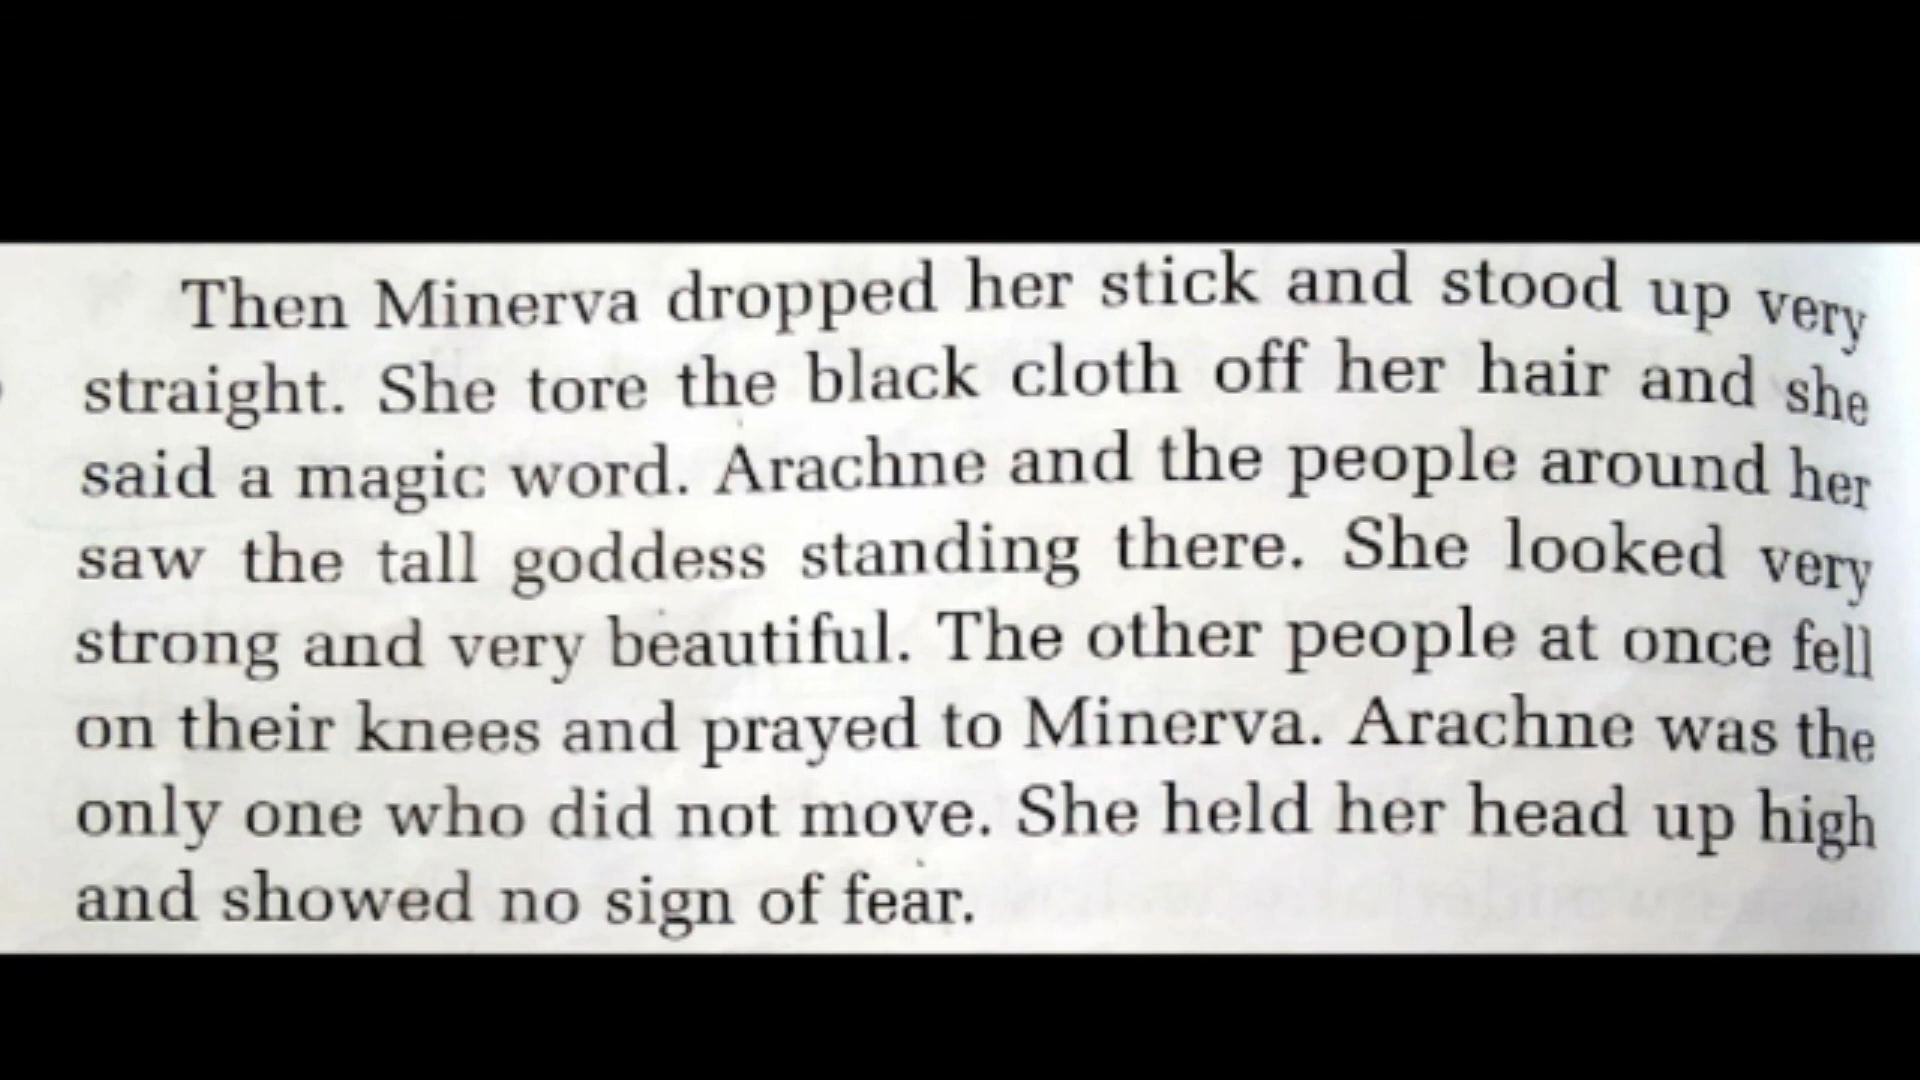 Then Minerva dropped her stick and stood up very
straight. She tore the black cloth off her hair and she
said a magic word. Arachne and the people around her
saw the tall goddess standing there. She looked very
strong and very beautiful. The other people at once fell
on their knees and prayed to Minerva. Arachne was the
only one who did not move. She held her head up high
and showed no sign of fear.